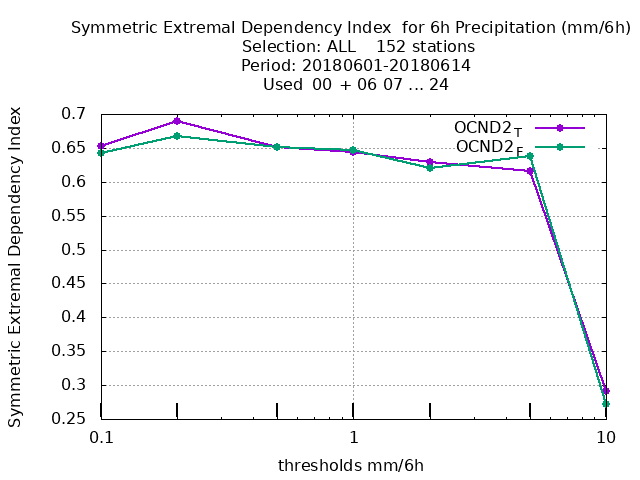 Symmetric Extremal Dependency Index  for 6h Precipitation (mm/6h)
Selection: ALL    152 stations
Period: 20180601-20180614
Used  00 + 06 07 ... 24
Symmetric Extremal Dependency Index
0.7
0.65
0.6
0.55
0.5
0.45
0.4
0.35
0.3
0.25
OCND2T
OCND2F
0.1 1 10
thresholds mm/6h